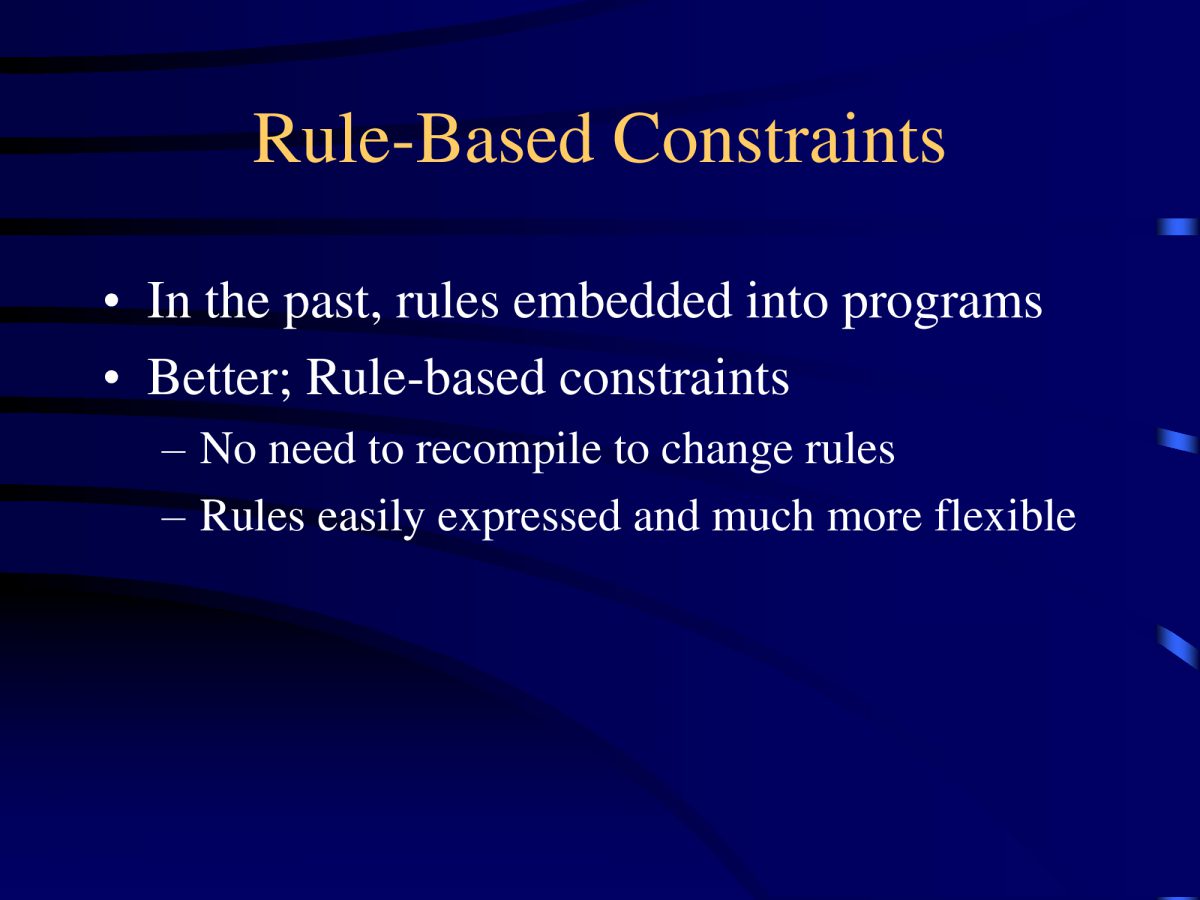 Rule-Based Constraints
• In the past, rules embedded into programs
• Better; Rule-based constraints
– No need to recompile to change rules
– Rules easily expressed and much more flexible